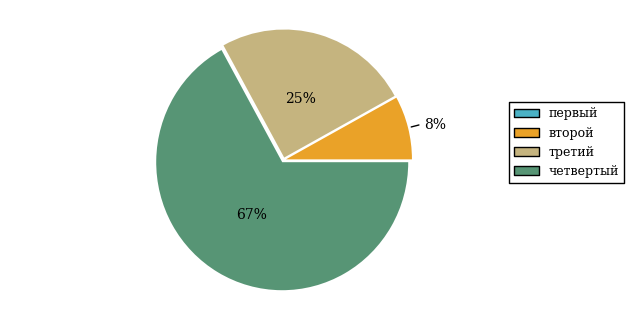 25%
8%
67%
первый
второй
третий
четвертый